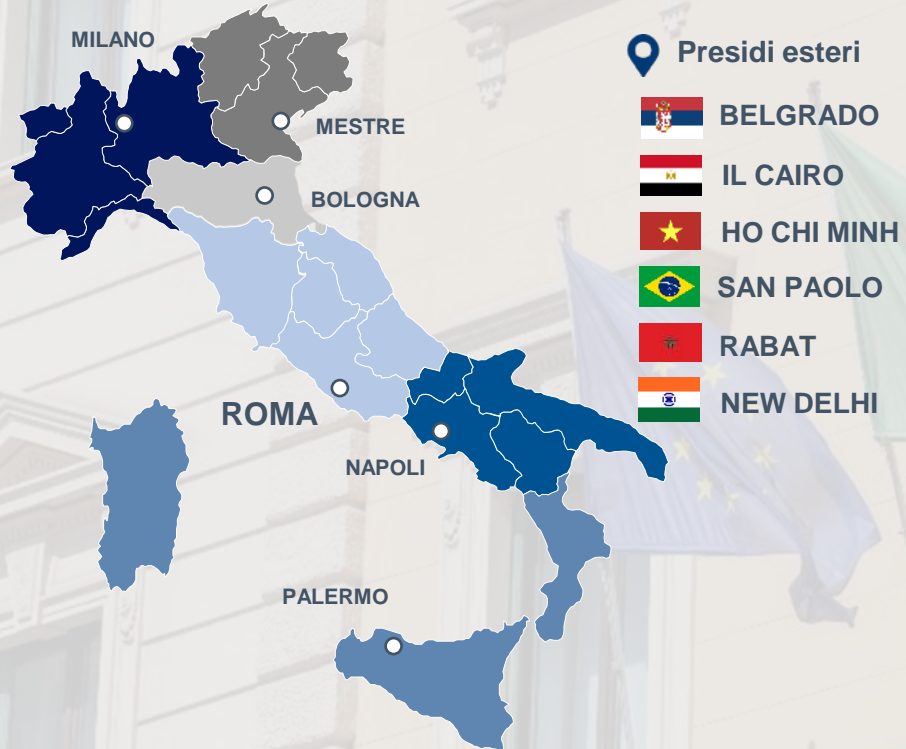 MILANO
MESTRE
BOLOGNA
ROMA
NAPOLI
PALERMO
Presidi esteri
BELGRADO
IL CAIRO
HO CHI MINH
SAN PAOLO
RABAT
NEW DELHI